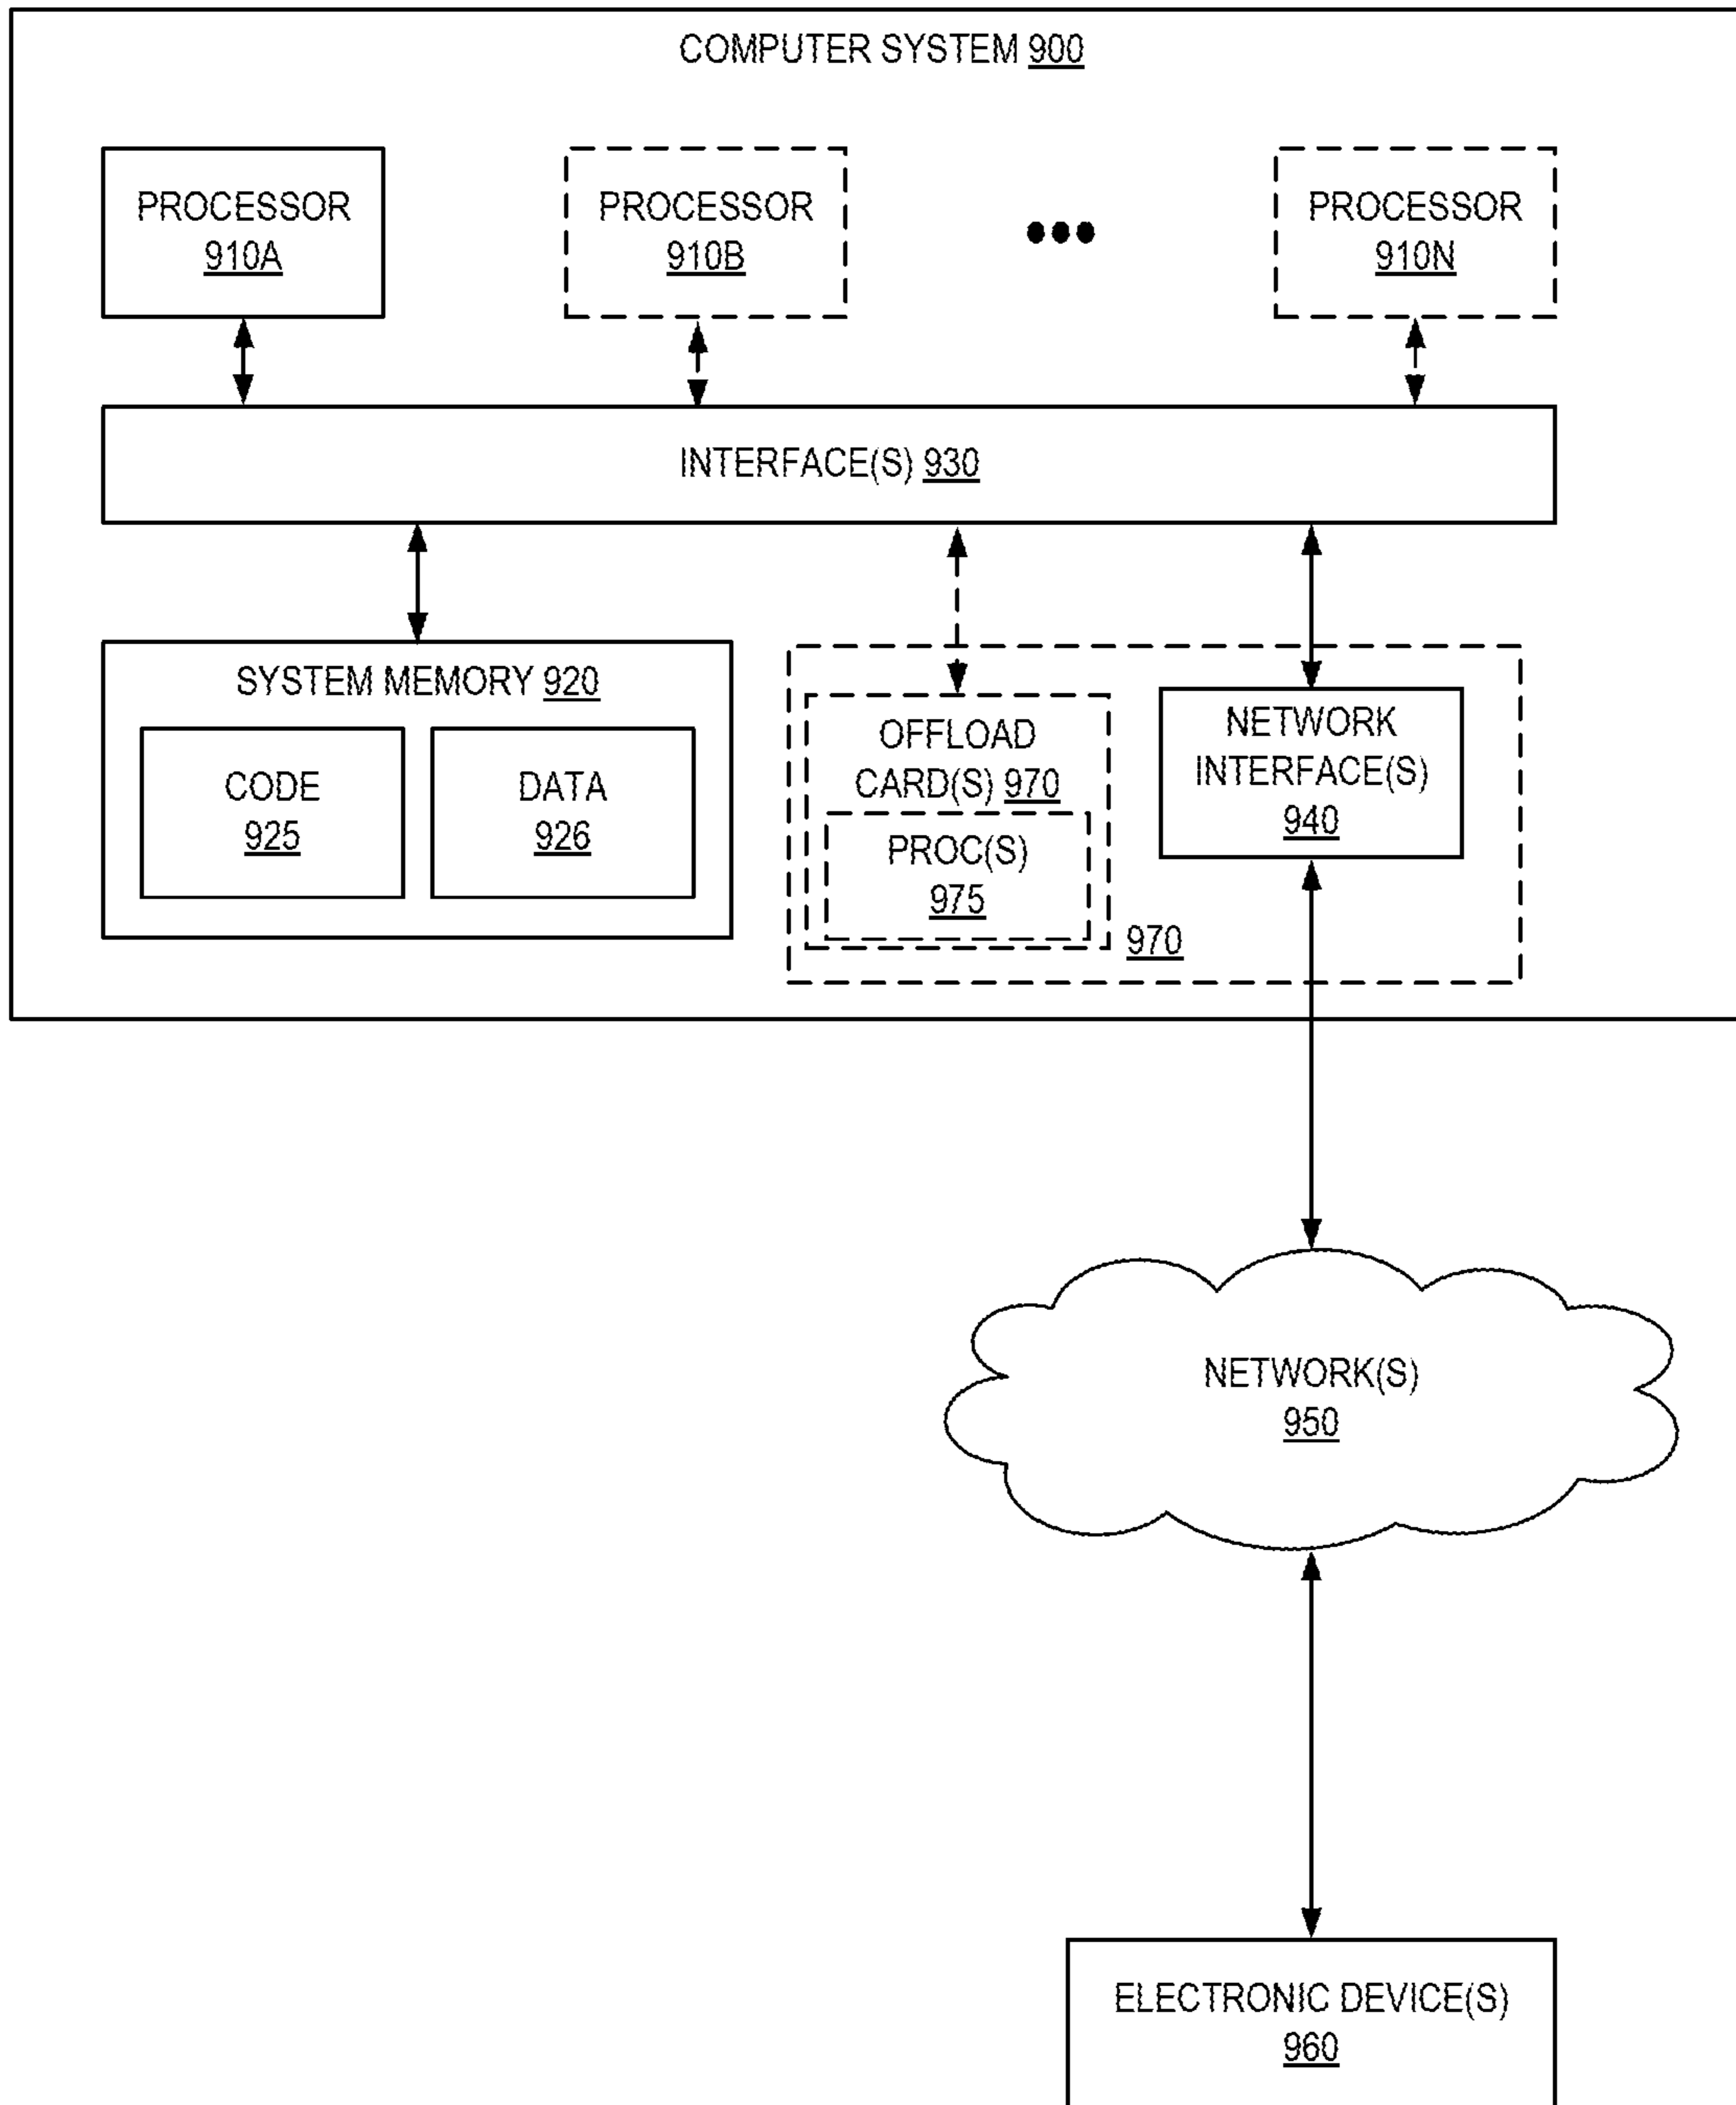 COMPUTER SYSTEM 900
PROCESSOR
910A
PROCESSOR
910B
PROCESSOR
910N
INTERFACE(S) 930
SYSTEM MEMORY 920
CODE
925
DATA
926
OFFLOAD
CARD(S) 970
PROC(S)
975
970
NETWORK
INTERFACE(S)
940
NETWORK(S)
950
ELECTRONIC DEVICE(S)
960